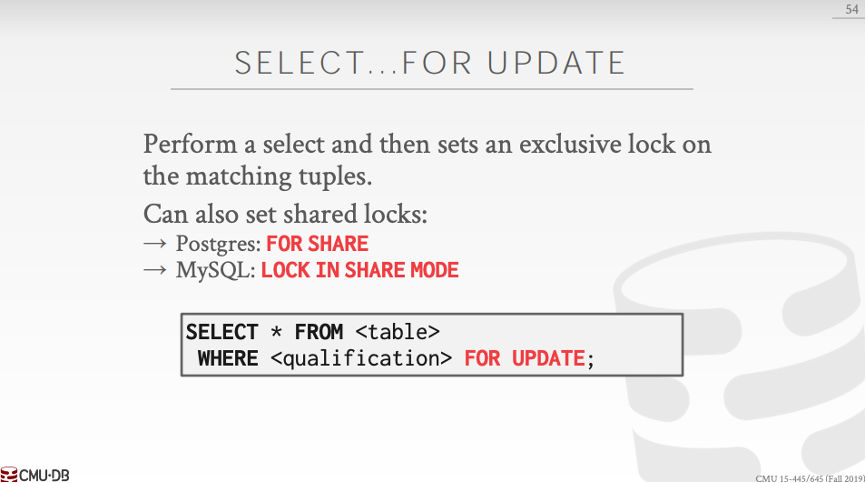 54
SELECT...FOR UPDATE
Perform a select and then sets an exclusive lock on
the matching tuples.
Can also set shared locks:
→ Postgres: FOR SHARE
→ MySQL: LOCK IN SHARE MODE
SELECT * FROM <table>
WHERE <qualification> FOR UPDATE;
CMU·DB
CMU 15-445/645 (Fall 2019)